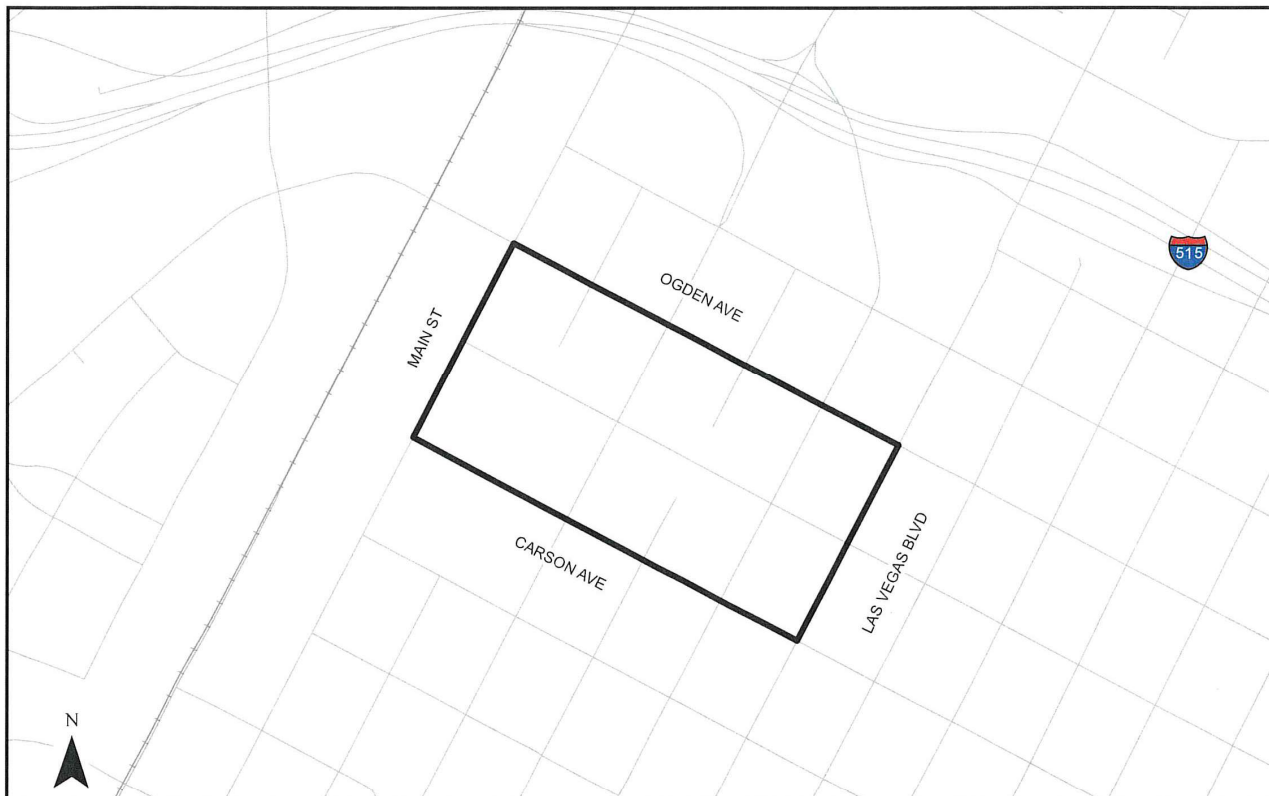 515
OGDEN AVE
MAIN ST
CARSON AVE
LAS VEGAS BLVD
N